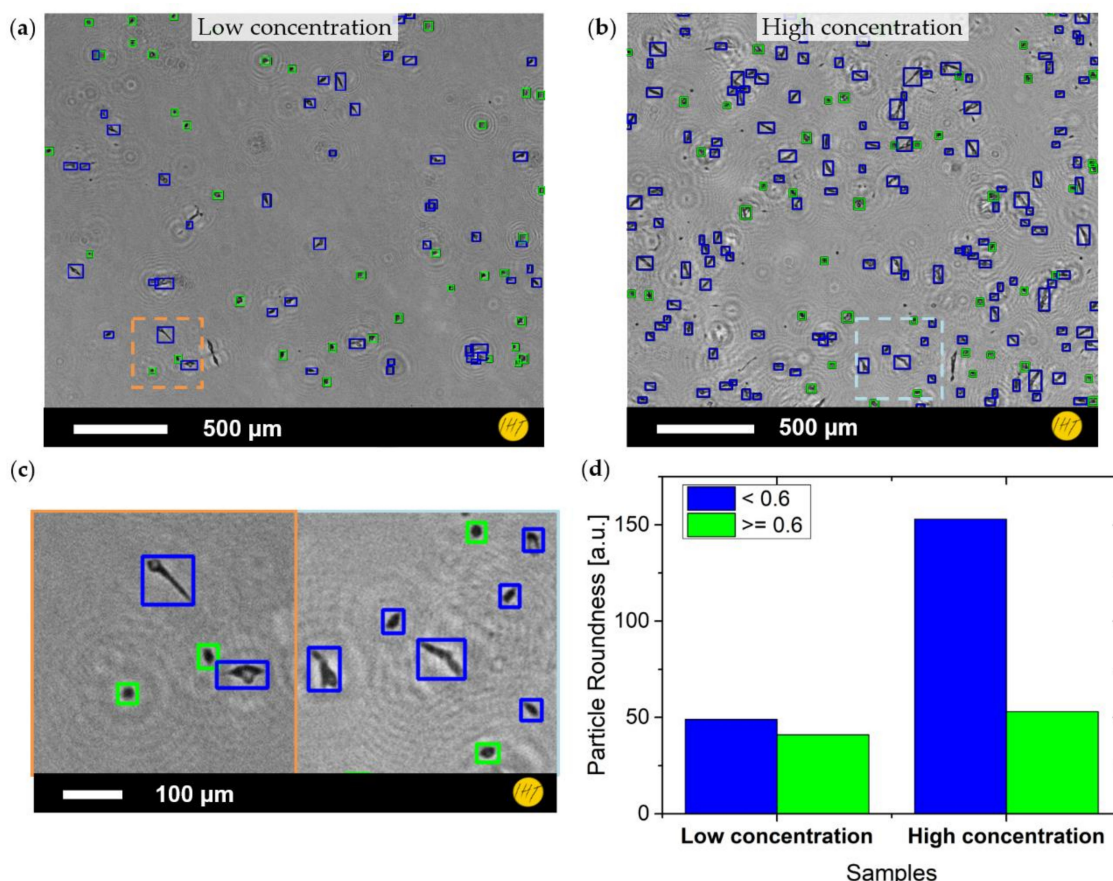 (a)
Low concentration
500 µm
IHT
(b)
High concentration
500 µm
IHT
(c)
100 µm
IHT
(d)
Particle Roundness [a.u.]
150
100
50
0
< 0.6
>= 0.6
Low concentration
High concentration
Samples